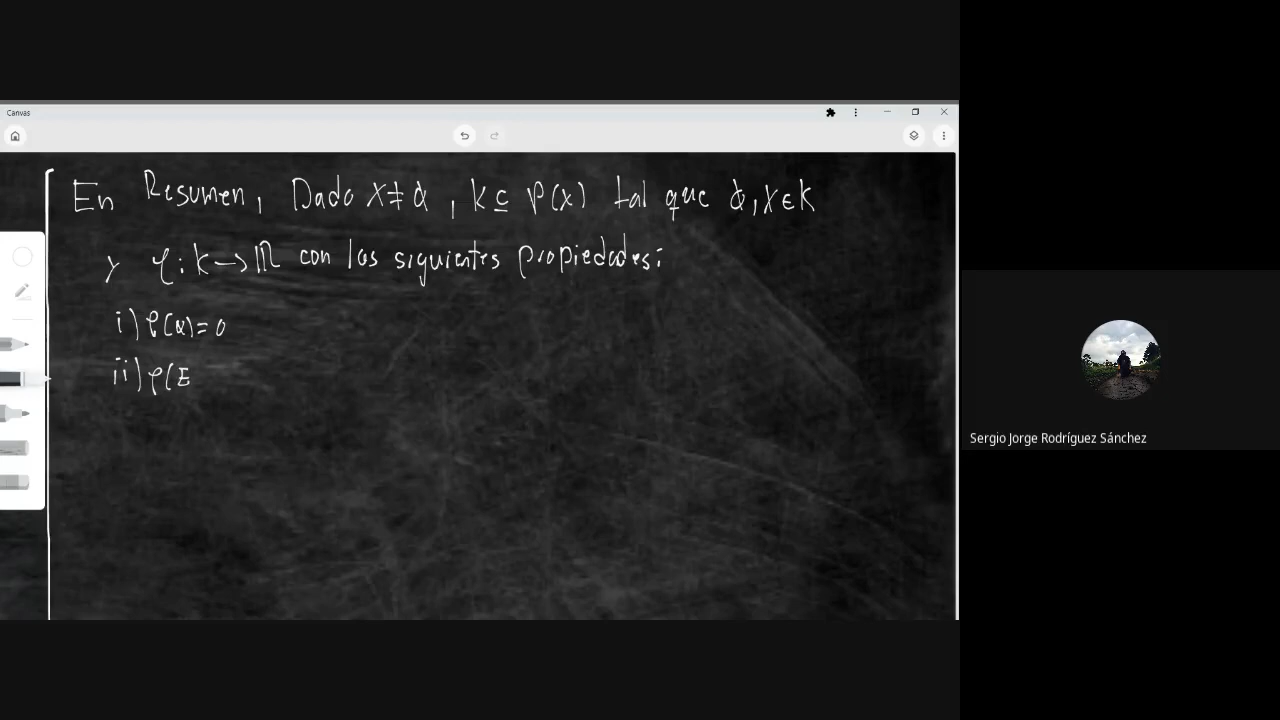 Canvas
En Resumen, Dado X≠∅, K ⊆ P(X) tal que ∅,X∈K
y φ: K→ℝ con las siguientes propiedades:
i) φ(∅)=0
ii) φ(E
Sergio Jorge Rodríguez Sánchez